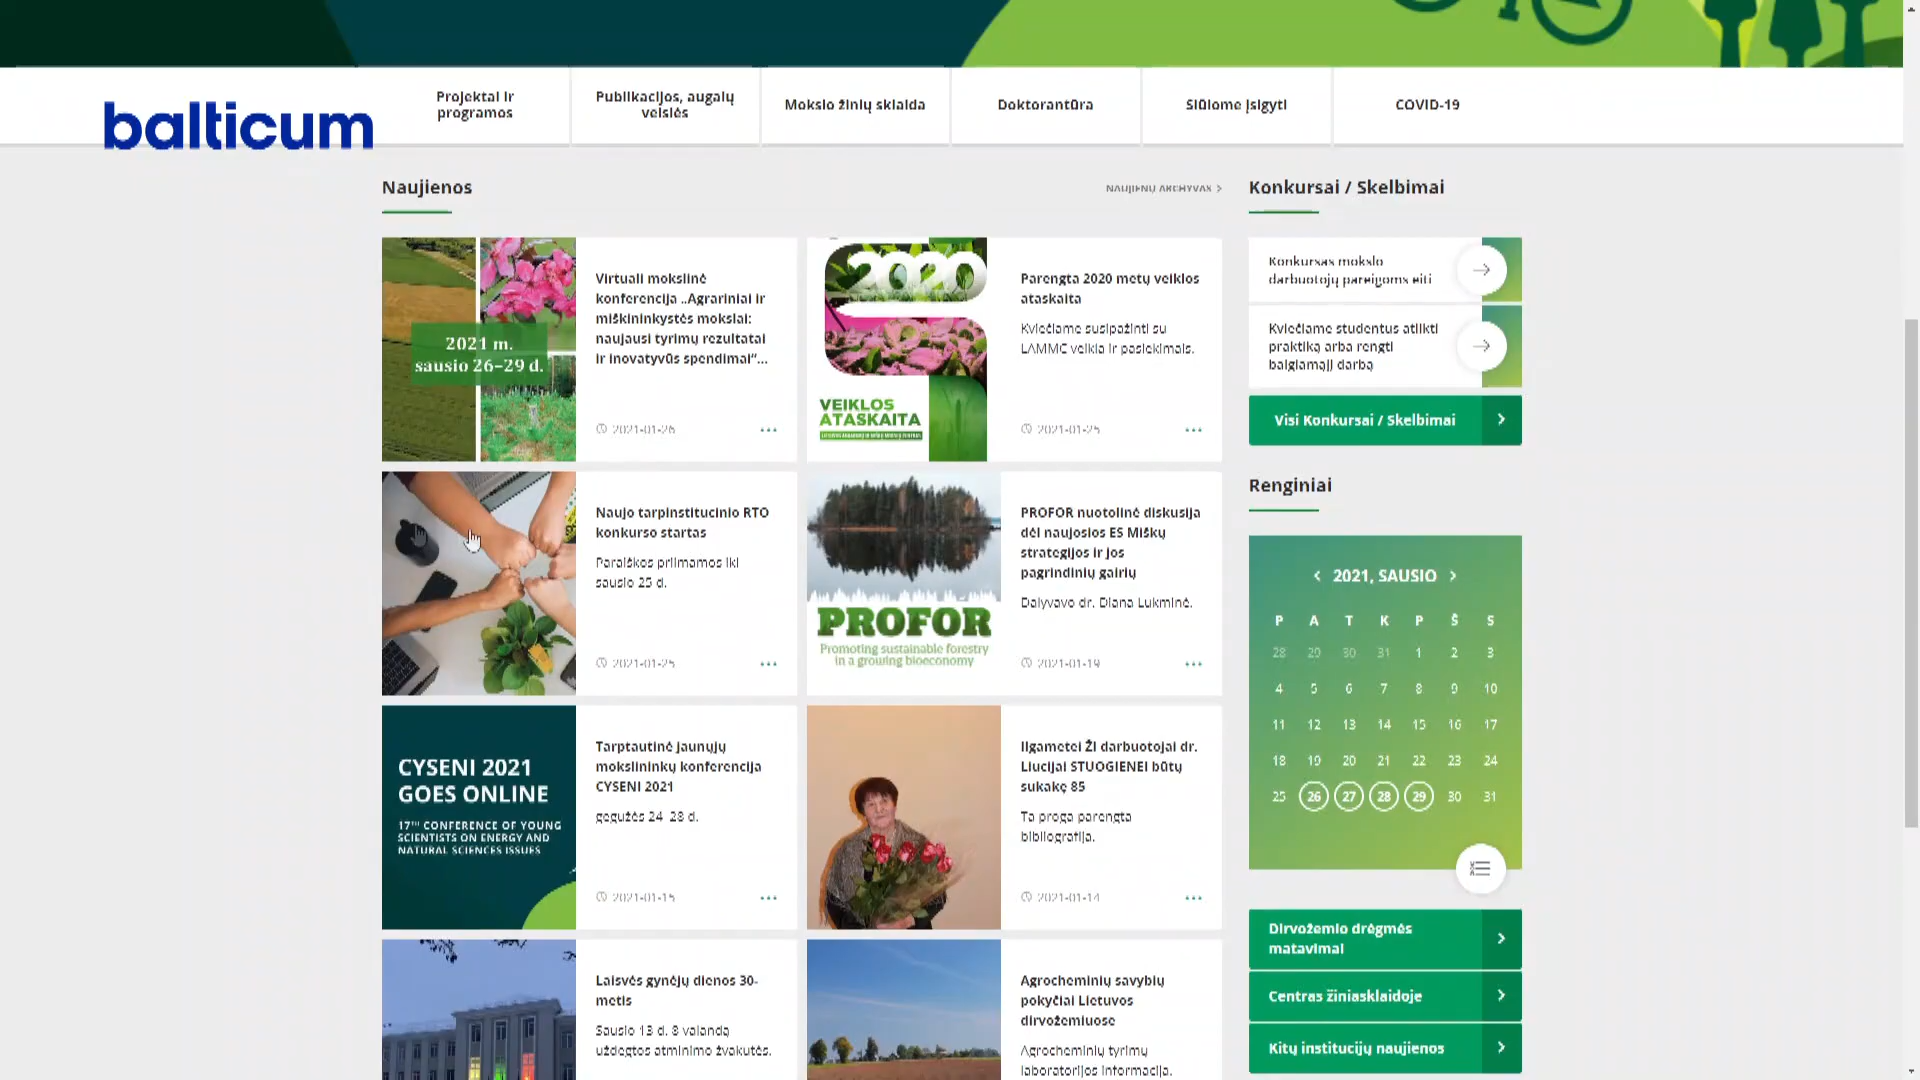 Projektai ir
programos
Publikacijos, augalų
veislės
Mokslo žinių sklaida
Doktorantūra
Siūlome įsigyti
COVID-19
balticum
Naujienos
NAUJIENŲ ARCHYVAS
2021 m.
sausio 26–29 d.
Virtuali mokslinė
konferencija „Agrariniai ir
miškininkystės mokslai:
naujausi tyrimų rezultatai
ir inovatyvūs spendimai“...
2021-01-26
2020
VEIKLOS
ATASKAITA
Parengta 2020 metų veiklos
ataskaita
Kviečiame susipažinti su
LAMMC veikla ir pasiekimais.
2021-01-25
Naujo tarpinstitucinio RTO
konkurso startas
Paraiškos priimamos iki
sausio 25 d.
2021-01-25
PROFOR
Promoting sustainable forestry
in a growing bioeconomy
PROFOR nuotolinė diskusija
dėl naujosios ES Miškų
strategijos ir jos
pagrindinių gairių
Dalyvavo dr. Diana Lukminė.
2021-01-19
CYSENI 2021
GOES ONLINE
17TH CONFERENCE OF YOUNG
SCIENTISTS ON ENERGY AND
NATURAL SCIENCES ISSUES
Tarptautinė jaunųjų
mokslininkų konferencija
CYSENI 2021
gegužės 24-28 d.
2021-01-15
Ilgametei ŽI darbuotojai dr.
Liucijai STUOGIENEI būtų
sukakę 85
Ta proga parengta
bibliografija.
2021-01-14
Laisvės gynėjų dienos 30-
metis
Sausio 13 d. 8 valandą
uždegtos atminimo žvakutės.
Agrocheminių savybių
pokyčiai Lietuvos
dirvožemiuose
Agrocheminių tyrimų
laboratorijos informacija.
Konkursai / Skelbimai
Konkursas mokslo
darbuotojų pareigoms eiti
Kviečiame studentus atlikti
praktiką arba rengti
baigiamąjį darbą
Visi Konkursai / Skelbimai
Renginiai
2021, SAUSIO
P A T K P Š S
28 29 30 31 1 2 3
4 5 6 7 8 9 10
11 12 13 14 15 16 17
18 19 20 21 22 23 24
25 26 27 28 29 30 31
Dirvožemio drėgmės
matavimai
Centras žiniasklaidoje
Kitų institucijų naujienos